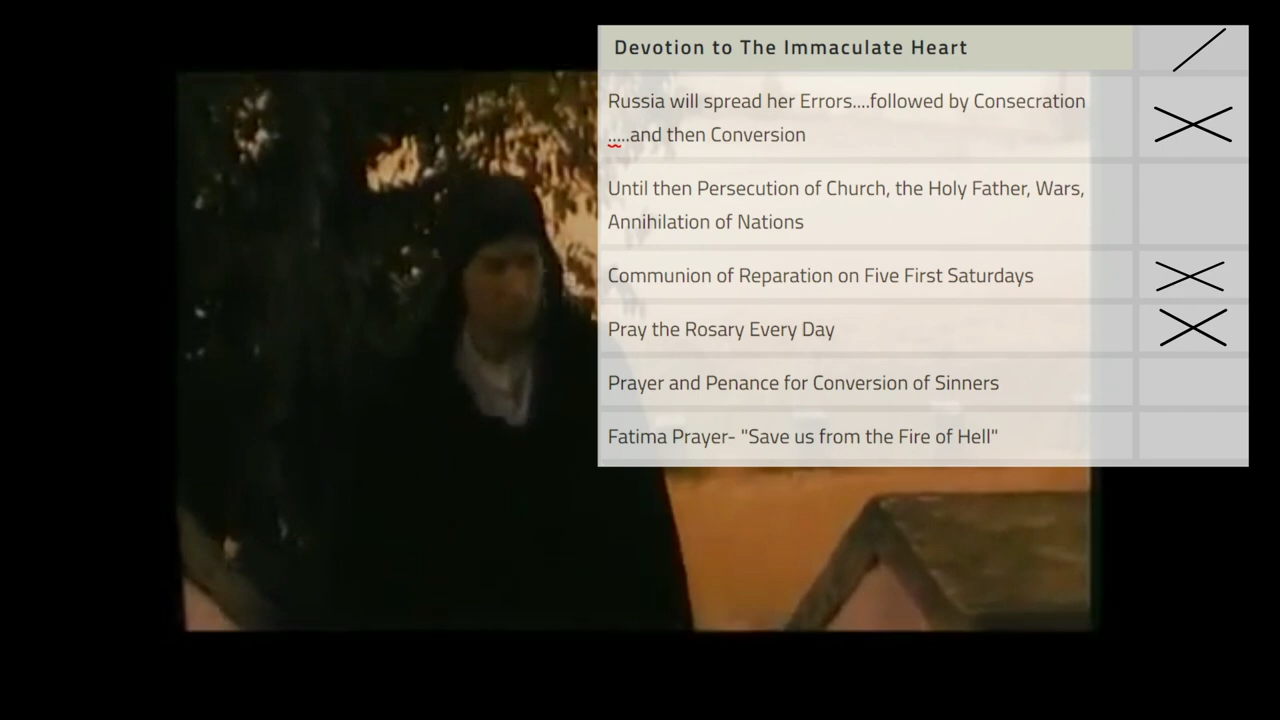 Devotion to The Immaculate Heart
Russia will spread her Errors....followed by Consecration
.....and then Conversion
Until then Persecution of Church, the Holy Father, Wars,
Annihilation of Nations
Communion of Reparation on Five First Saturdays
Pray the Rosary Every Day
Prayer and Penance for Conversion of Sinners
Fatima Prayer- "Save us from the Fire of Hell"